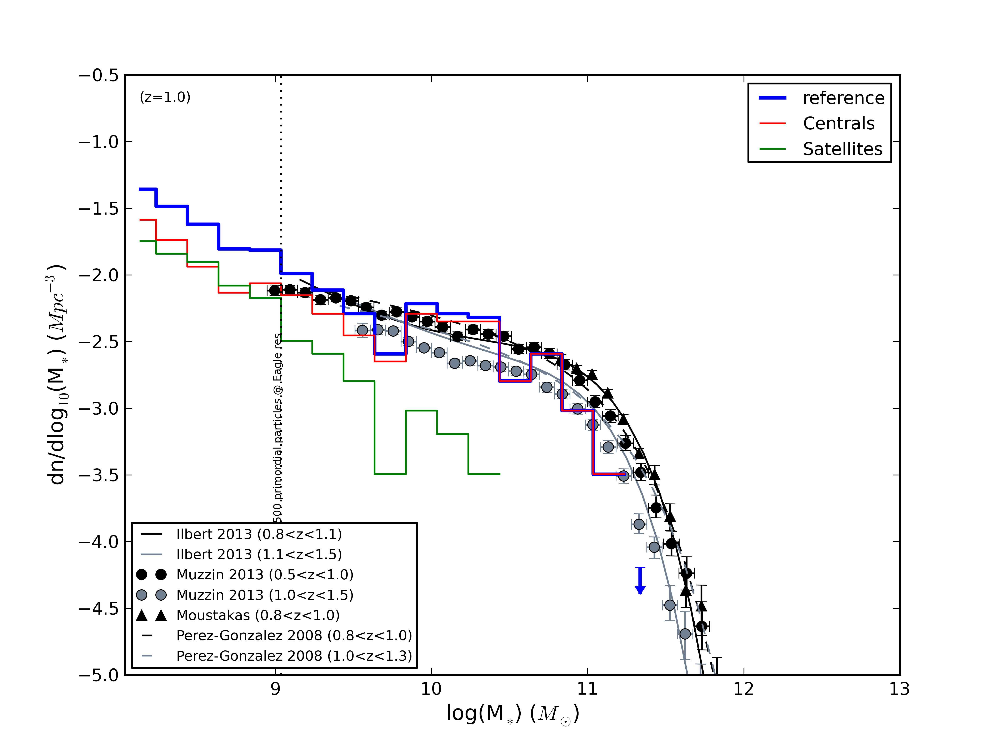 (z=1.0)
reference
Centrals
Satellites
−0.5
−1.0
−1.5
−2.0
−2.5
−3.0
−3.5
−4.0
−4.5
−5.0
dn/dlog₁₀(M_*) (Mpc⁻³)
500 primordial particles @ Eagle res
Ilbert 2013 (0.8<z<1.1)
Ilbert 2013 (1.1<z<1.5)
Muzzin 2013 (0.5<z<1.0)
Muzzin 2013 (1.0<z<1.5)
Moustakas (0.8<z<1.0)
Perez-Gonzalez 2008 (0.8<z<1.0)
Perez-Gonzalez 2008 (1.0<z<1.3)
9 10 11 12 13
log(M_*) (M_⊙)